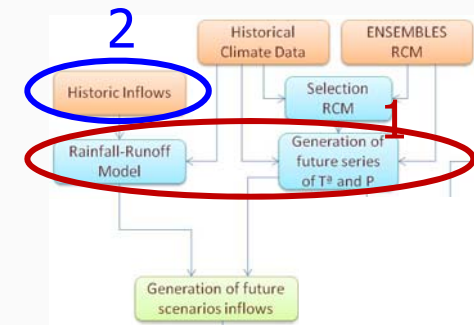 2
Historical
Climate Data
ENSEMBLES
RCM
Historic Inflows
Selection
RCM
1
Rainfall-Runoff
Model
Generation of
future series
of Tª and P
Generation of future
scenarios inflows